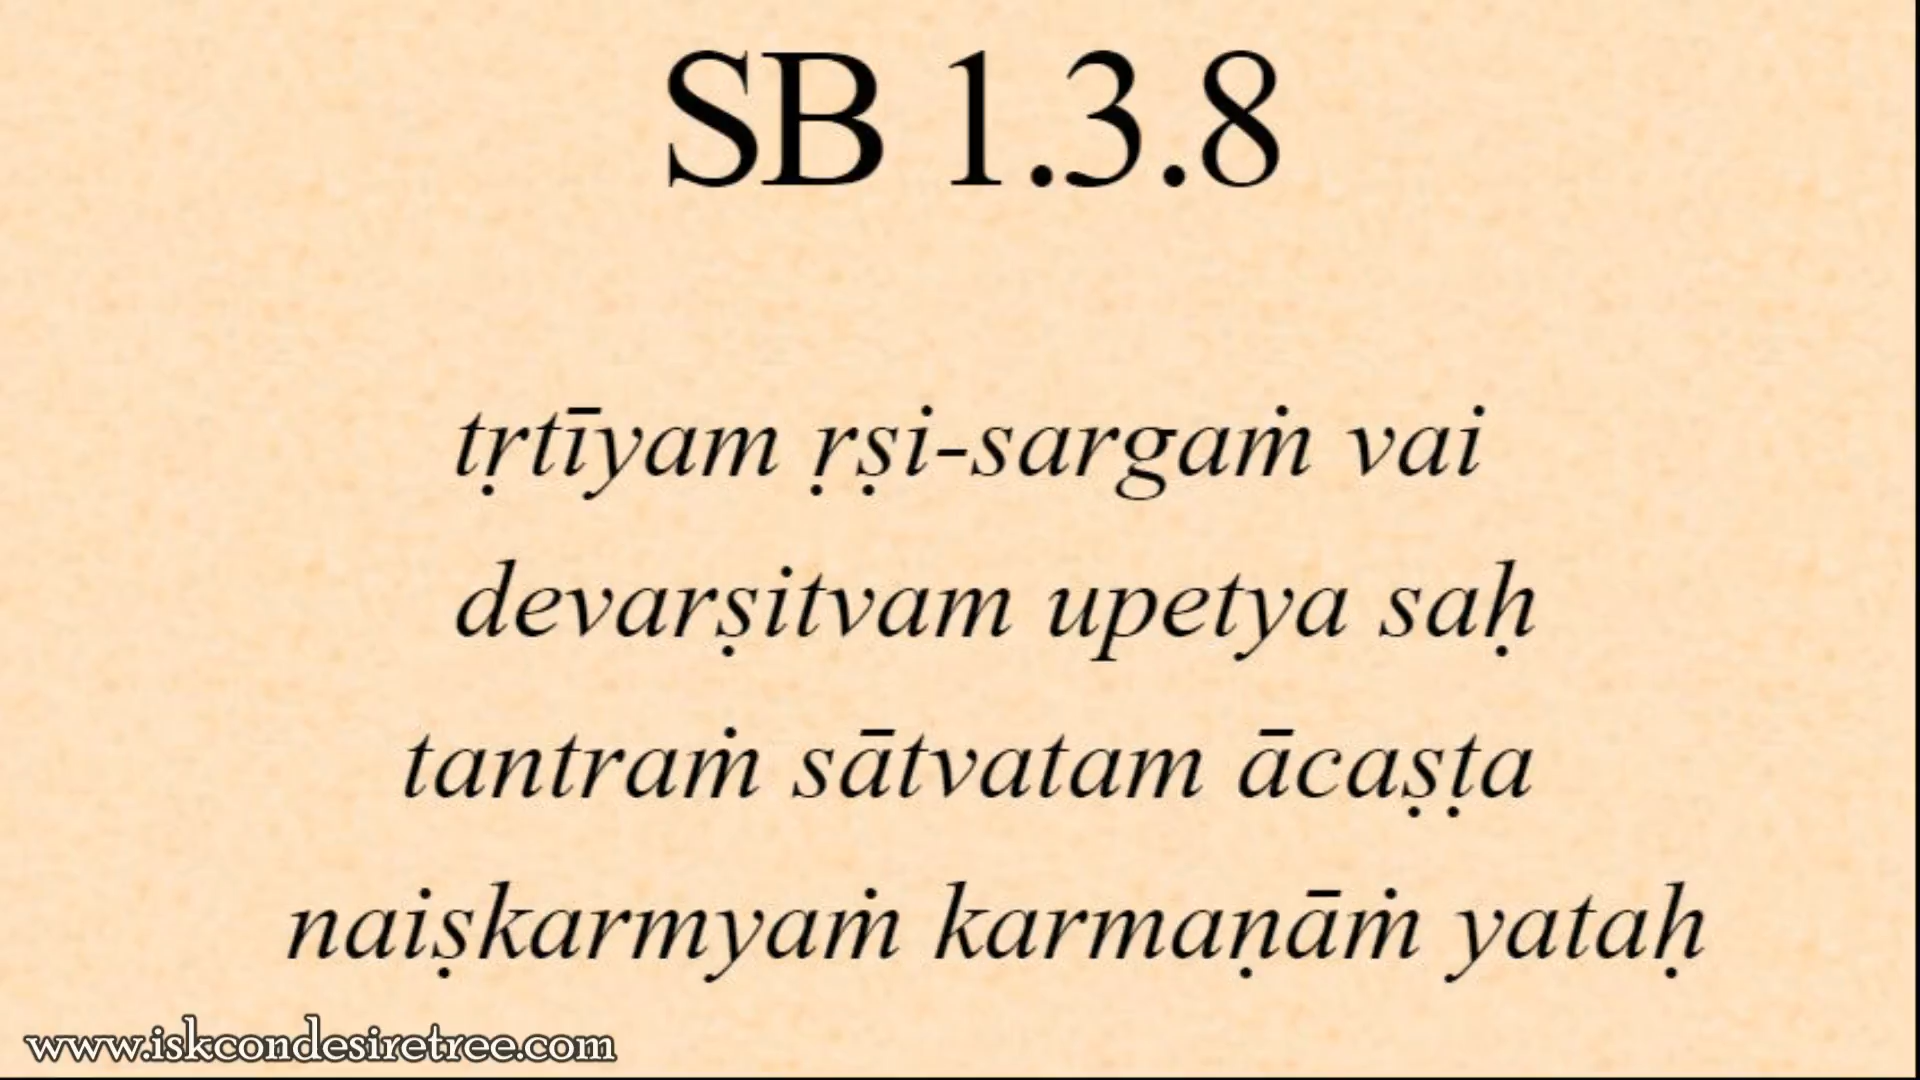 SB 1.3.8
tṛtīyam ṛṣi-sargaṁ vai
devarṣitvam upetya saḥ
tantraṁ sātvatam ācaṣṭa
naiṣkarmyaṁ karmaṇāṁ yataḥ
www.iskcondesiretree.com